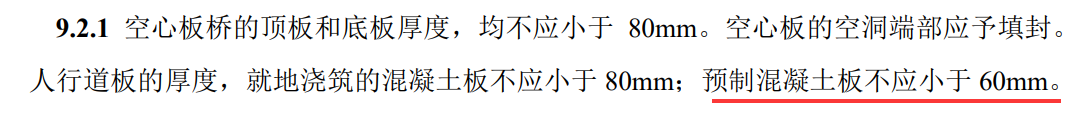 9.2.1 空心板桥的顶板和底板厚度，均不应小于 80mm。空心板的空洞端部应予填封。
人行道板的厚度，就地浇筑的混凝土板不应小于 80mm；预制混凝土板不应小于 60mm。